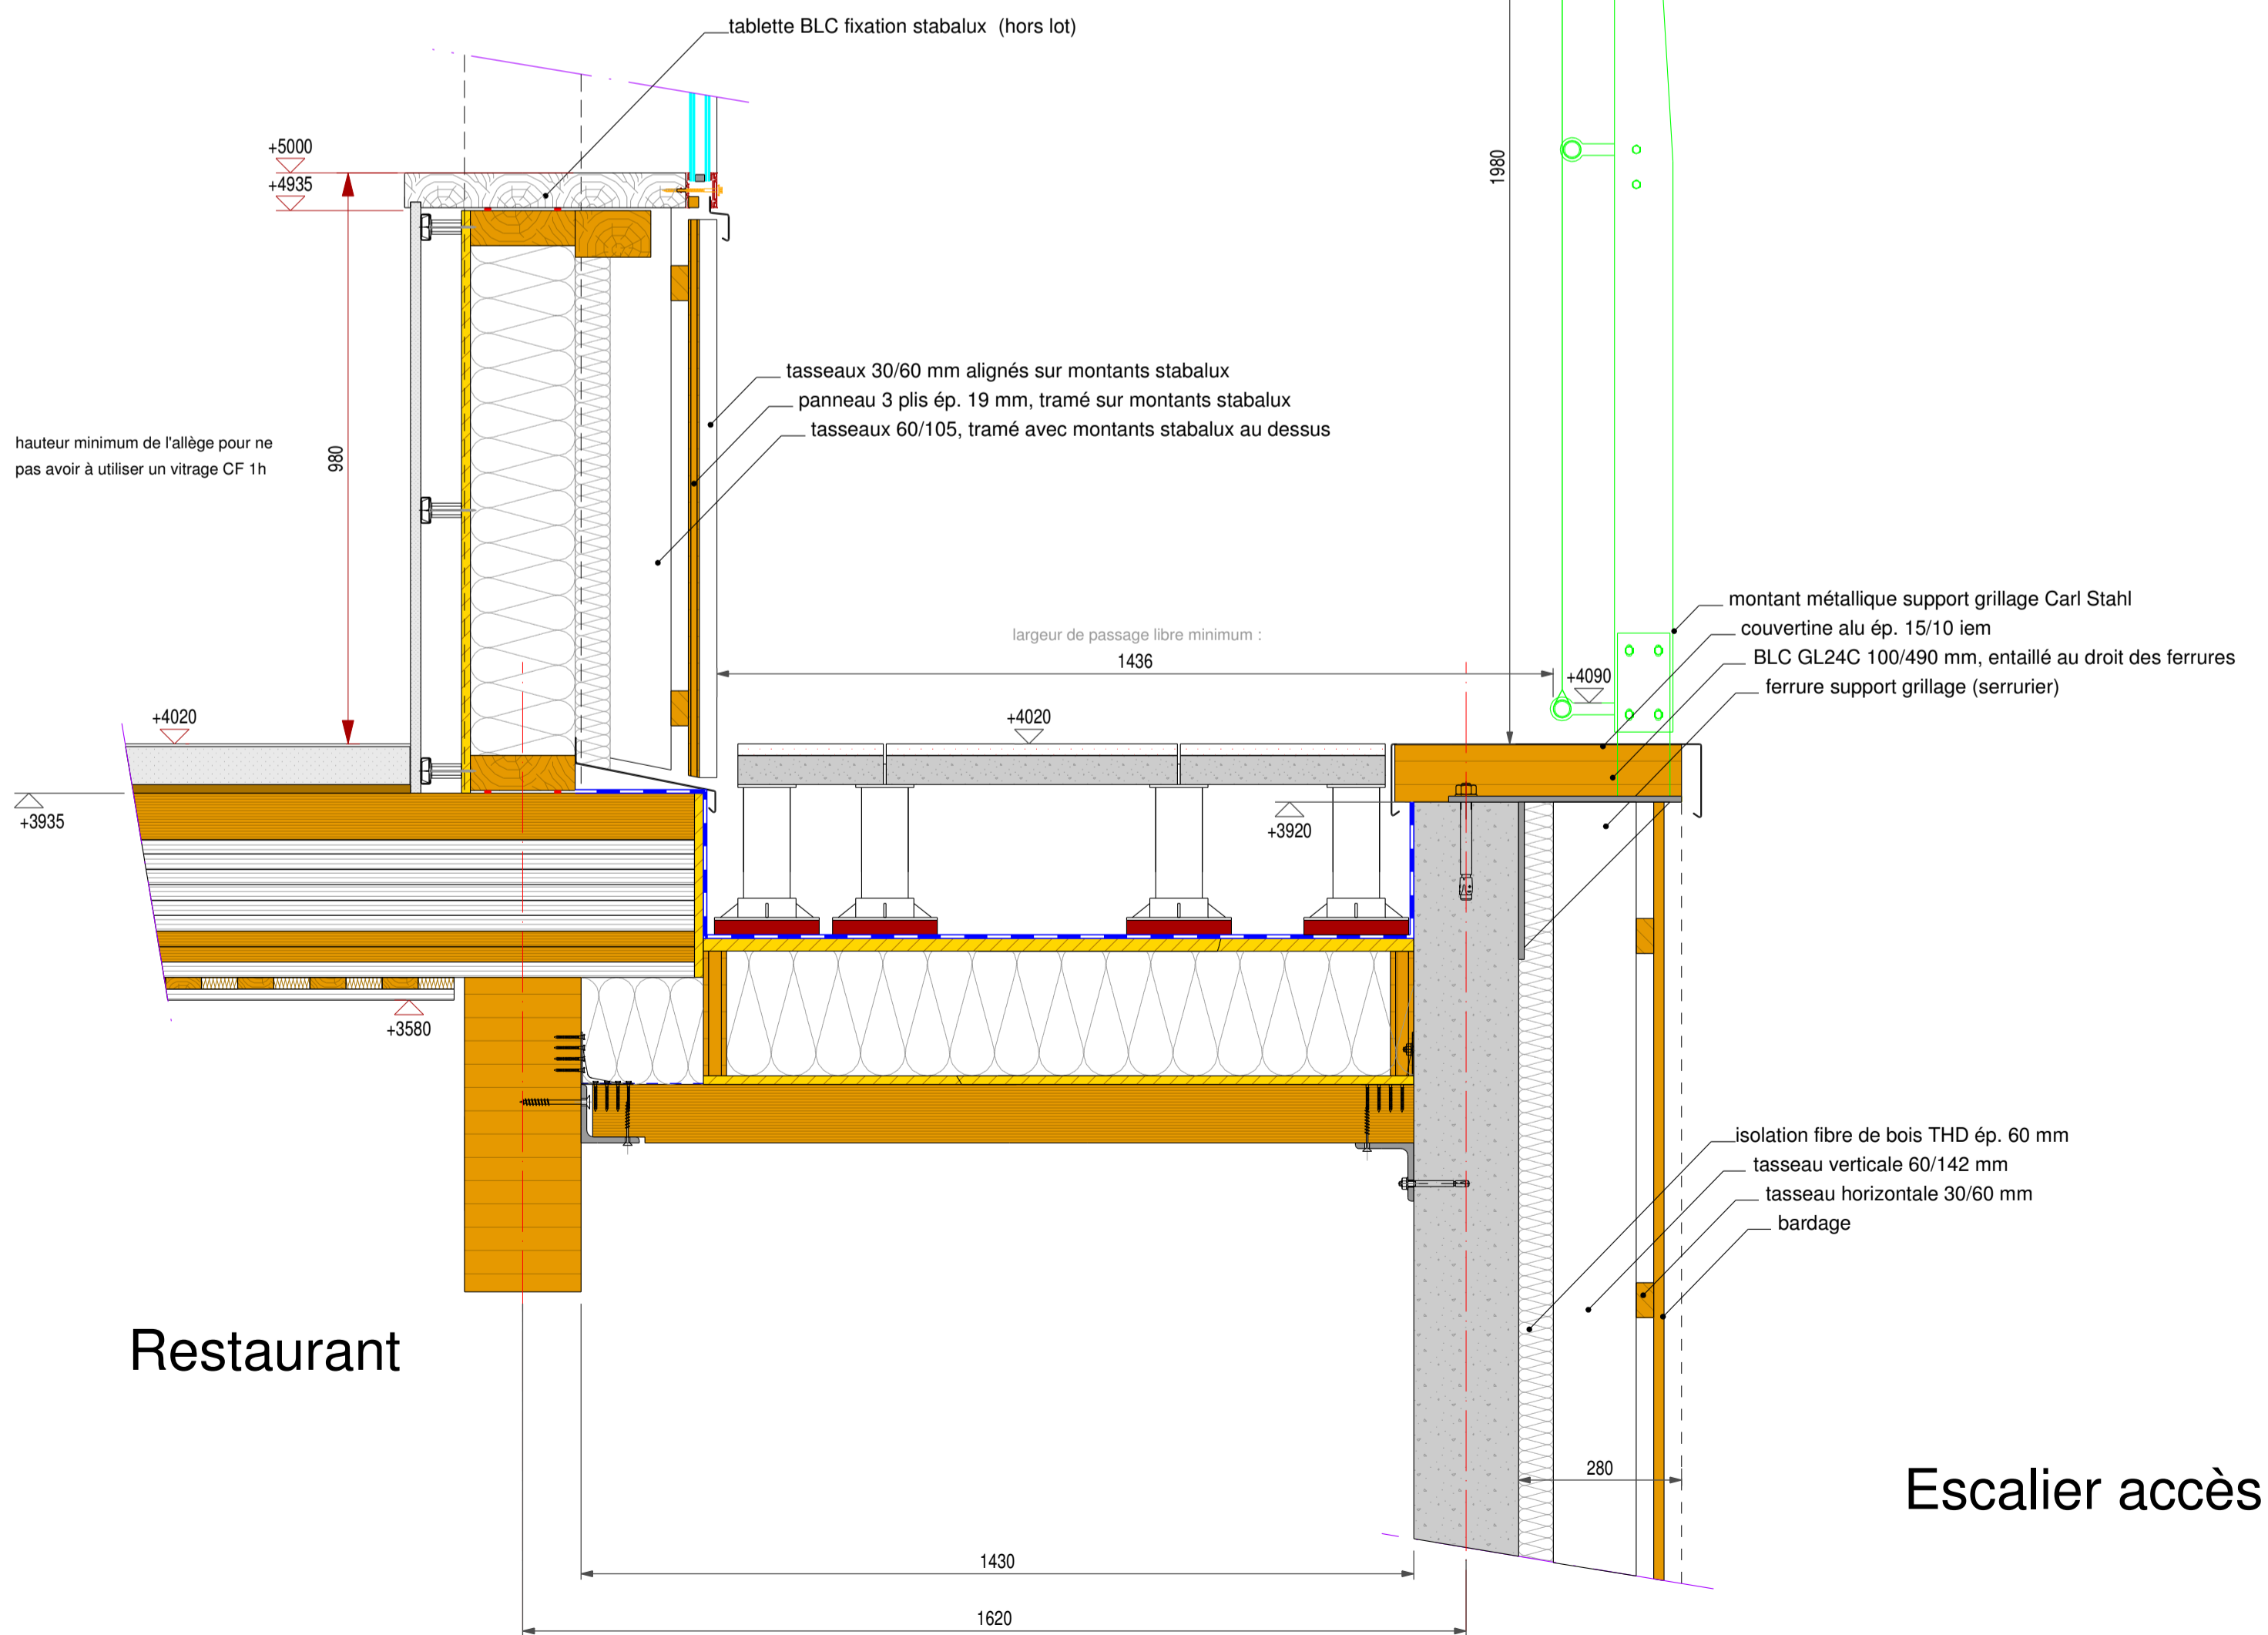 tablette BLC fixation stabalux  (hors lot)
1980
+5000
+4935
tasseaux 30/60 mm alignés sur montants stabalux
panneau 3 plis ép. 19 mm, tramé sur montants stabalux
tasseaux 60/105, tramé avec montants stabalux au dessus
hauteur minimum de l'allège pour ne
pas avoir à utiliser un vitrage CF 1h
980
montant métallique support grillage Carl Stahl
couvertine alu ép. 15/10 iem
BLC GL24C 100/490 mm, entaillé au droit des ferrures
ferrure support grillage (serrurier)
largeur de passage libre minimum :
1436
+4090
+4020
+4020
+3935
+3920
+3580
isolation fibre de bois THD ép. 60 mm
tasseau verticale 60/142 mm
tasseau horizontale 30/60 mm
bardage
Restaurant
280
Escalier accès
1430
1620